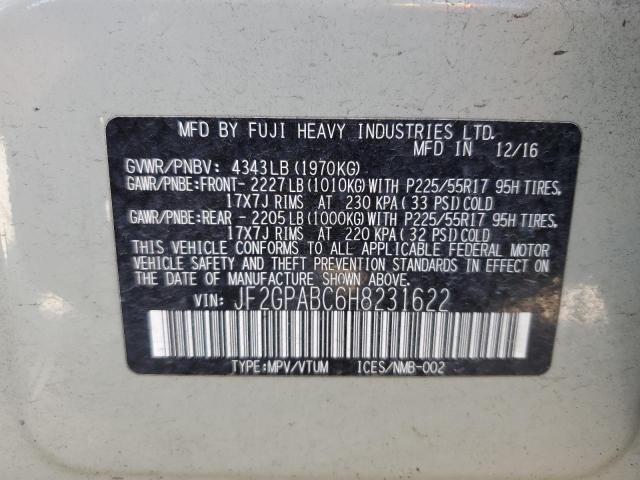 MFD BY FUJI HEAVY INDUSTRIES LTD.
MFD IN 12/16
GVWR/PNBV: 4343LB(1970KG)
GAWR/PNBE:FRONT- 2227LB(1010KG)WITH P225/55R17 95H TIRES,
17X7J RIMS AT 230 KPA(33 PSI)COLD
GAWR/PNBE:REAR - 2205LB(1000KG)WITH P225/55R17 95H TIRES,
17X7J RIMS AT 220 KPA(32 PSI)COLD
THIS VEHICLE CONFORMS TO ALL APPLICABLE FEDERAL MOTOR
VEHICLE SAFETY AND THEFT PREVENTION STANDARDS IN EFFECT ON
THE DATE OF MANUFACTURE SHOWN ABOVE.
VIN: JF2GPABC6H8231622
TYPE:MPV/VTUM ICES/NMB-002